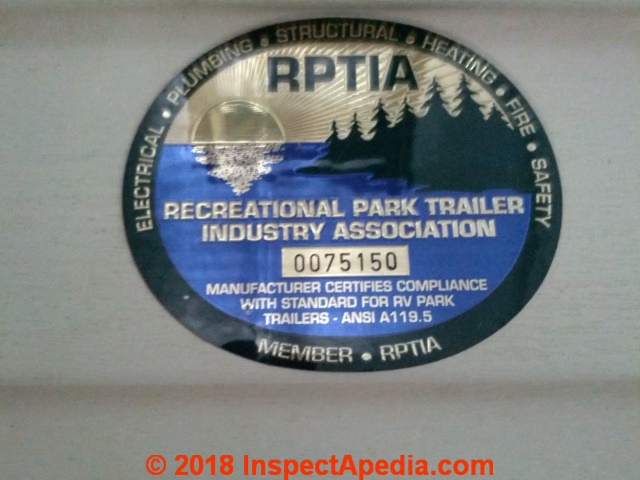 ELECTRICAL • PLUMBING • STRUCTURAL • HEATING • FIRE • SAFETY
RPTIA
RECREATIONAL PARK TRAILER
INDUSTRY ASSOCIATION
0075150
MANUFACTURER CERTIFIES COMPLIANCE
WITH STANDARD FOR RV PARK
TRAILERS - ANSI A119.5
MEMBER • RPTIA
© 2018 InspectApedia.com